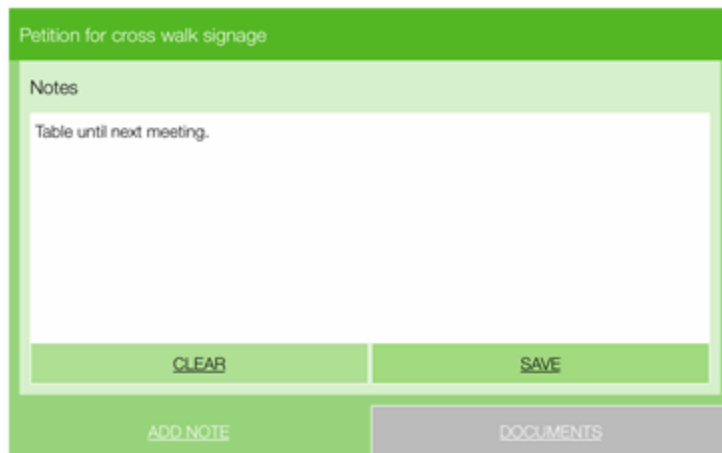 Petition for cross walk signage
Notes
Table until next meeting.
CLEAR
SAVE
ADD NOTE
DOCUMENTS